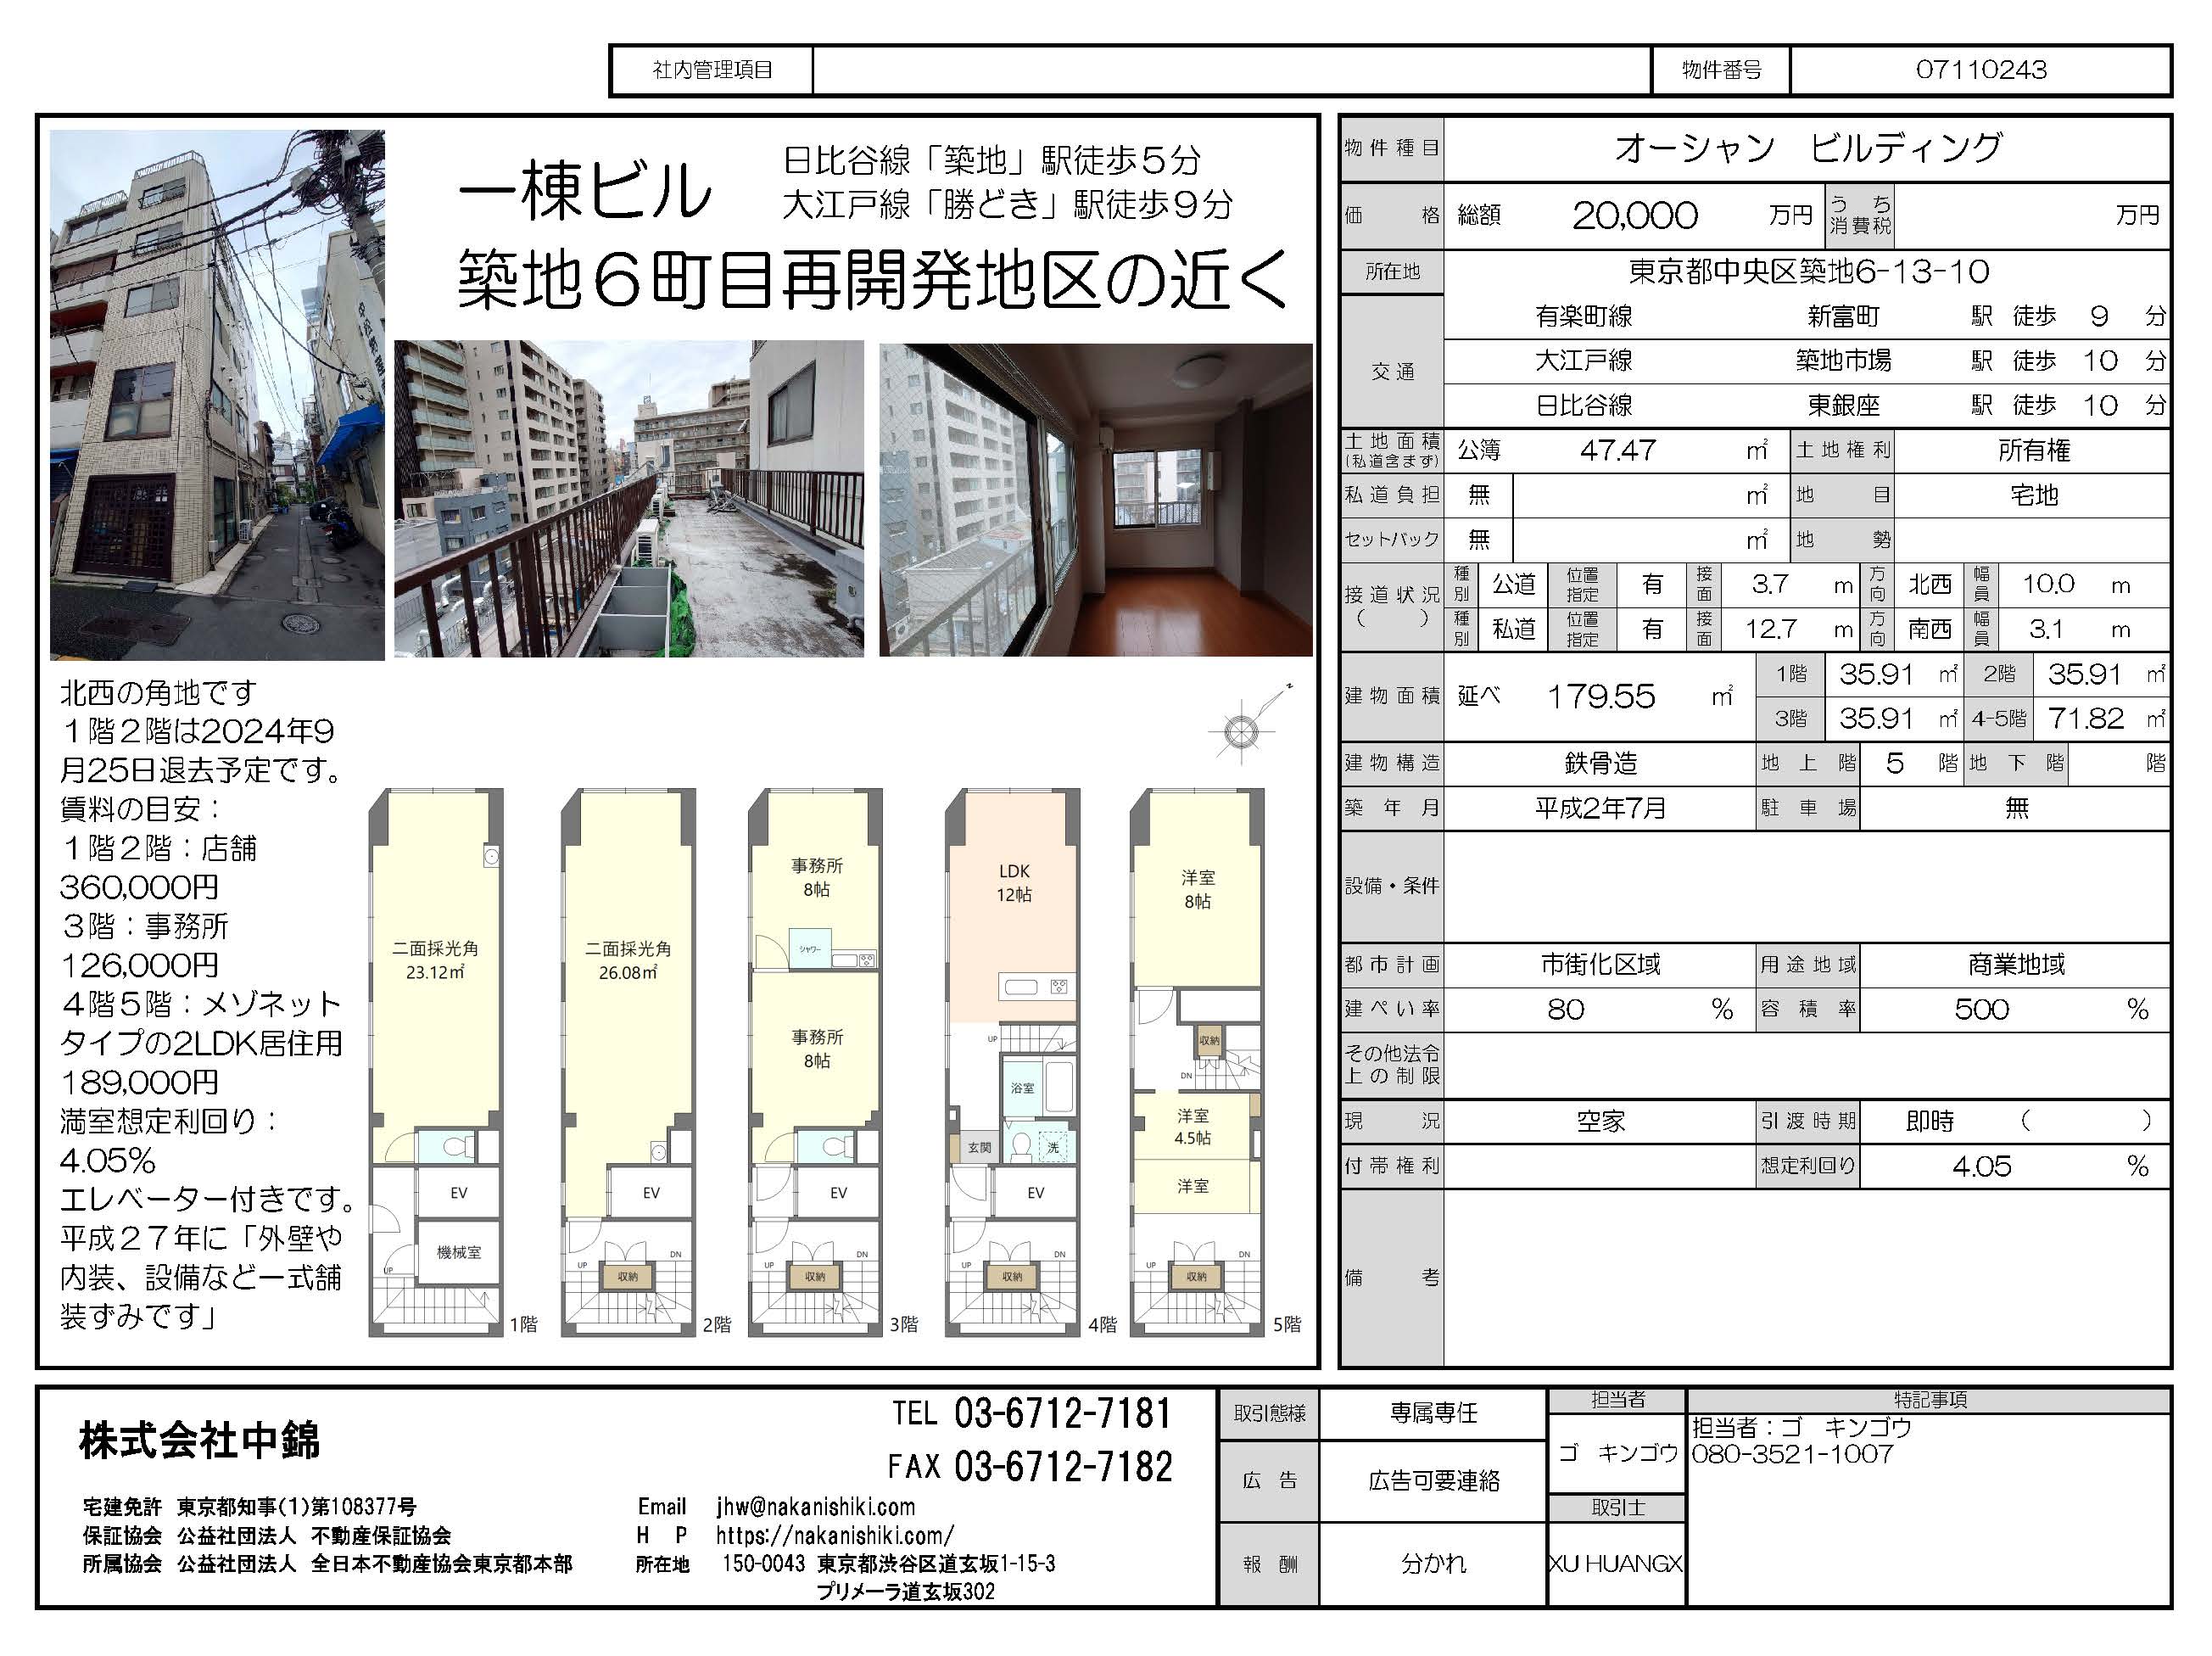 社内管理項目
物件番号
07110243
一棟ビル
日比谷線「築地」駅徒歩５分
大江戸線「勝どき」駅徒歩９分
築地６町目再開発地区の近く
北西の角地です
１階２階は2024年9
月25日退去予定です。
賃料の目安：
１階２階：店舗
360,000円
３階：事務所
126,000円
４階５階：メゾネット
タイプの2LDK居住用
189,000円
満室想定利回り：
4.05%
エレベーター付きです。
平成２７年に「外壁や
内装、設備など一式舗
装ずみです」
N
二面採光角
23.12㎡
EV
機械室
UP
1階
二面採光角
26.08㎡
EV
UP
DN
収納
2階
事務所
8帖
シャワー
事務所
8帖
EV
UP
DN
収納
3階
LDK
12帖
UP
浴室
玄関
洗
EV
UP
DN
収納
4階
洋室
8帖
収納
DN
洋室
4.5帖
洋室
UP
DN
収納
5階
物件種目 オーシャン　ビルディング
価格 総額 20,000 万円 うち消費税 万円
所在地 東京都中央区築地6-13-10
交通 有楽町線 新富町 駅 徒歩 9 分
大江戸線 築地市場 駅 徒歩 10 分
日比谷線 東銀座 駅 徒歩 10 分
土地面積(私道含まず) 公簿 47.47 ㎡ 土地権利 所有権
私道負担 無 ㎡ 地目 宅地
セットバック 無 ㎡ 地勢
接道状況 ( ) 種別 公道 位置指定 有 接面 3.7 m 方向 北西 幅員 10.0 m
種別 私道 位置指定 有 接面 12.7 m 方向 南西 幅員 3.1 m
建物面積 延べ 179.55 ㎡ 1階 35.91 ㎡ 2階 35.91 ㎡
3階 35.91 ㎡ 4-5階 71.82 ㎡
建物構造 鉄骨造 地上階 5 階 地下階 階
築年月 平成2年7月 駐車場 無
設備・条件
都市計画 市街化区域 用途地域 商業地域
建ぺい率 80 % 容積率 500 %
その他法令上の制限
現況 空家 引渡時期 即時 ( )
付帯権利 想定利回り 4.05 %
備考
株式会社中錦
TEL 03-6712-7181
FAX 03-6712-7182
宅建免許 東京都知事(1)第108377号
保証協会 公益社団法人 不動産保証協会
所属協会 公益社団法人 全日本不動産協会東京都本部
Email jhw@nakanishiki.com
H P https://nakanishiki.com/
所在地 150-0043 東京都渋谷区道玄坂1-15-3
プリメーラ道玄坂302
取引態様 専属専任
広告 広告可要連絡
報酬 分かれ
担当者
ゴ　キンゴウ
取引士
XU HUANGX
特記事項
担当者：ゴ　キンゴウ
080-3521-1007